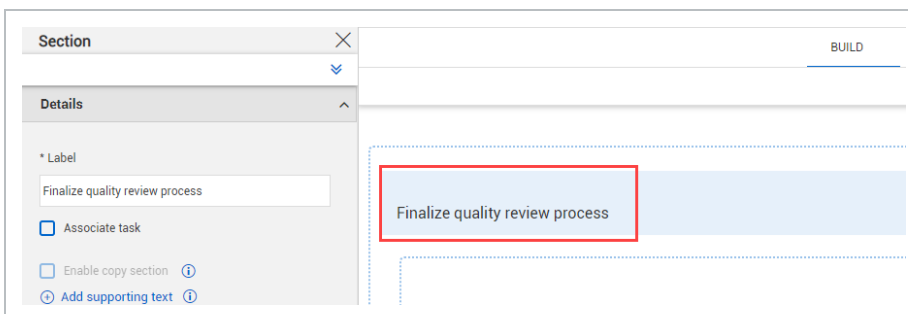 Section
BUILD
Details
* Label
Finalize quality review process
Finalize quality review process
Associate task
Enable copy section
Add supporting text